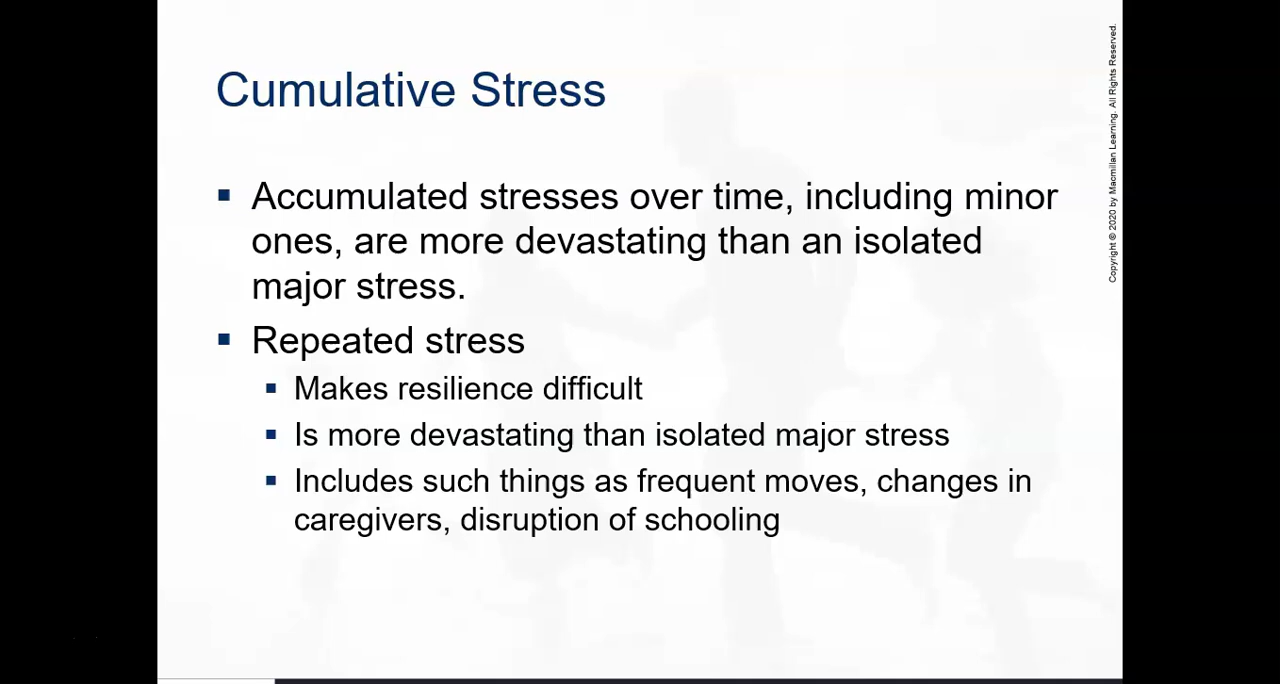 Cumulative Stress
▪ Accumulated stresses over time, including minor
ones, are more devastating than an isolated
major stress.
▪ Repeated stress
▪ Makes resilience difficult
▪ Is more devastating than isolated major stress
▪ Includes such things as frequent moves, changes in
caregivers, disruption of schooling
Copyright © 2020 by Macmillan Learning. All Rights Reserved.